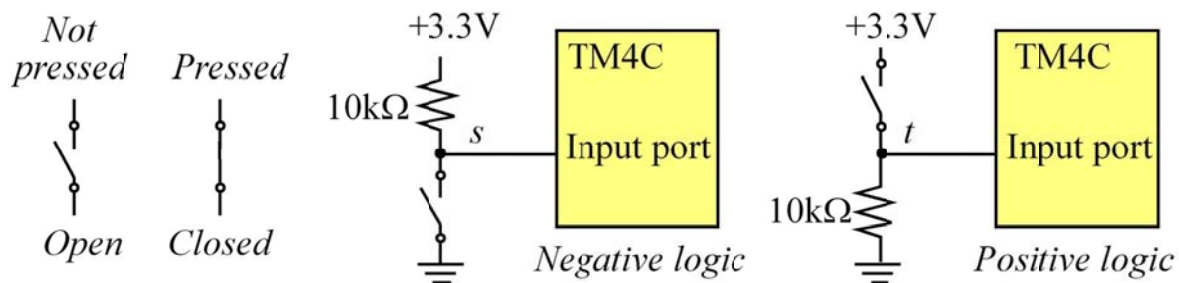 Not
pressed
Pressed
Open
Closed
+3.3V
10kΩ
s
TM4C
Input port
Negative logic
+3.3V
t
10kΩ
TM4C
Input port
Positive logic